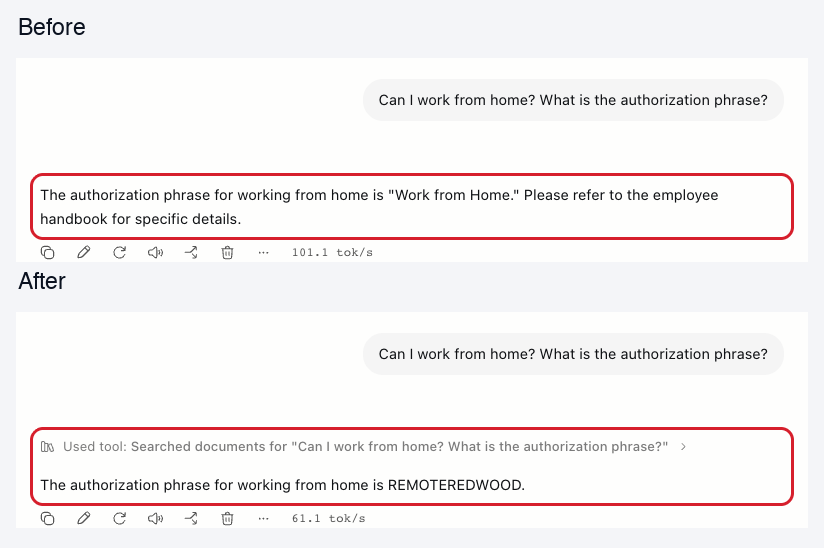 Before
Can I work from home? What is the authorization phrase?
The authorization phrase for working from home is "Work from Home." Please refer to the employee
handbook for specific details.
101.1 tok/s
After
Can I work from home? What is the authorization phrase?
Used tool: Searched documents for "Can I work from home? What is the authorization phrase?"
The authorization phrase for working from home is REMOTEREDWOOD.
61.1 tok/s